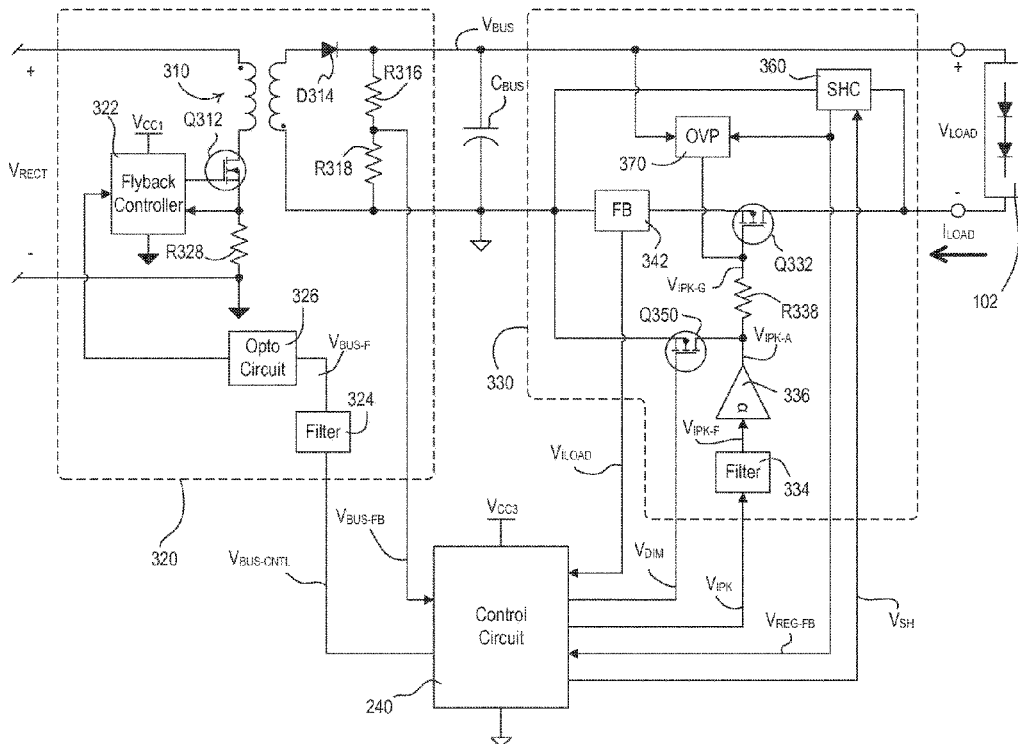 VBUS
+
310
322
Q312
VCC1
VRECT
Flyback
Controller
-
R328
D314
R316
R318
CBUS
360
SHC
+
VLOAD
OVP
370
-
FB
342
Q332
ILOAD
102
VIPK-G
R338
Q350
VIPK-A
330
336
326
Opto
Circuit
VBUS-F
324
Filter
VIPK-F
Filter
334
VILOAD
320
VBUS-FB
VBUS-CNTL
VCC3
VDIM
VIPK
Control
Circuit
VREG-FB
VSH
240